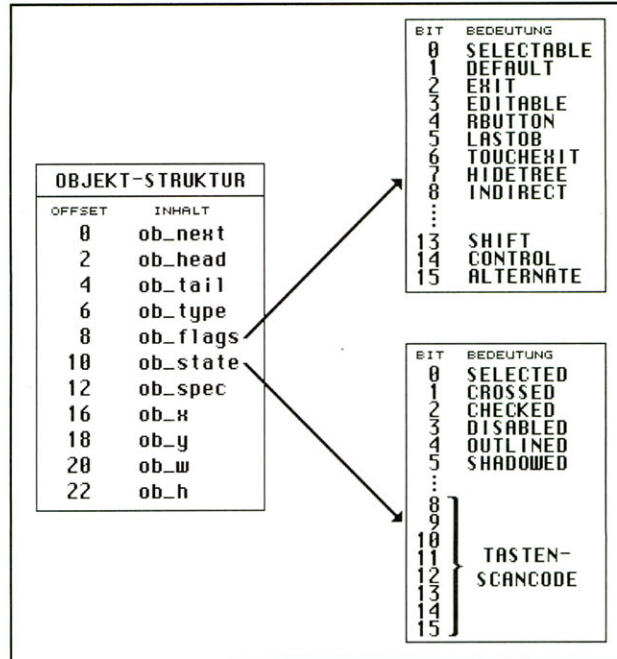 OBJEKT-STRUKTUR
OFFSET INHALT
0 ob_next
2 ob_head
4 ob_tail
6 ob_type
8 ob_flags
10 ob_state
12 ob_spec
16 ob_x
18 ob_y
20 ob_w
22 ob_h
BIT BEDEUTUNG
0 SELECTABLE
1 DEFAULT
2 EXIT
3 EDITABLE
4 RBUTTON
5 LASTOB
6 TOUCHEXIT
7 HIDETREE
8 INDIRECT
⋮
13 SHIFT
14 CONTROL
15 ALTERNATE
BIT BEDEUTUNG
0 SELECTED
1 CROSSED
2 CHECKED
3 DISABLED
4 OUTLINED
5 SHADOWED
⋮
8
9
10
11
12
13
14
15
TASTEN-
SCANCODE